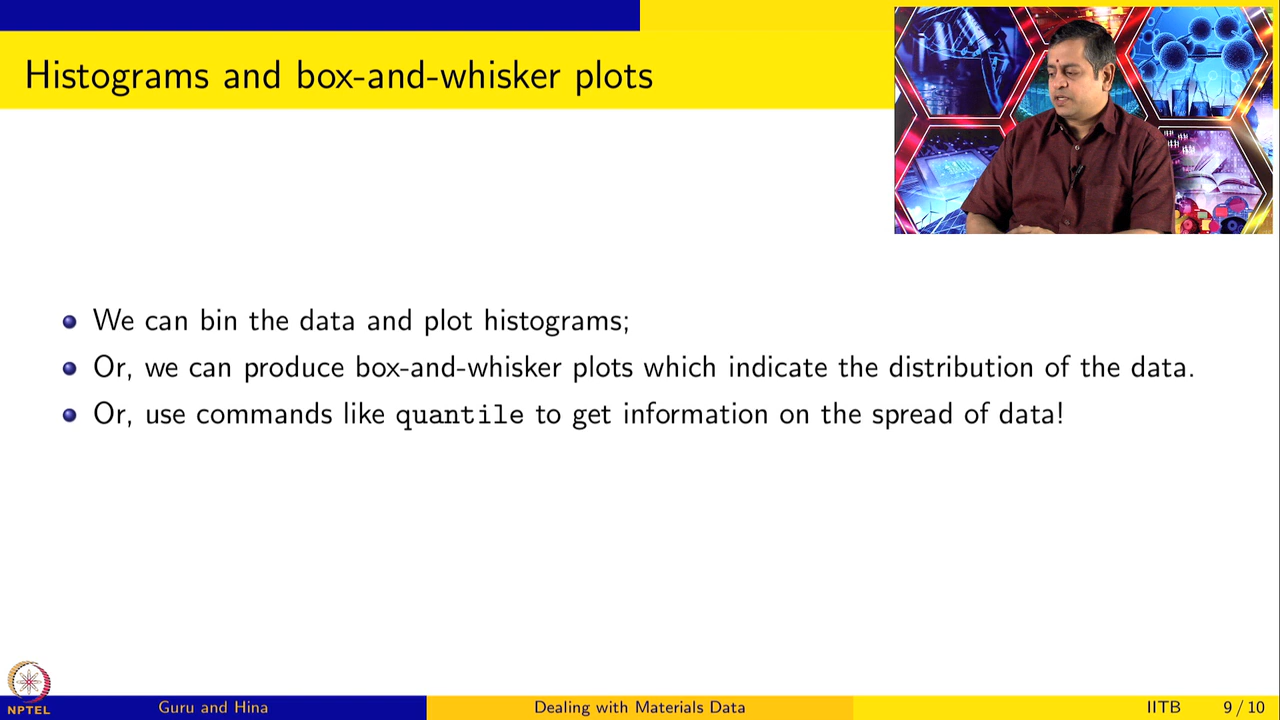 Histograms and box-and-whisker plots
We can bin the data and plot histograms;
Or, we can produce box-and-whisker plots which indicate the distribution of the data.
Or, use commands like quantile to get information on the spread of data!
NPTEL
Guru and Hina
Dealing with Materials Data
IITB
9 / 10